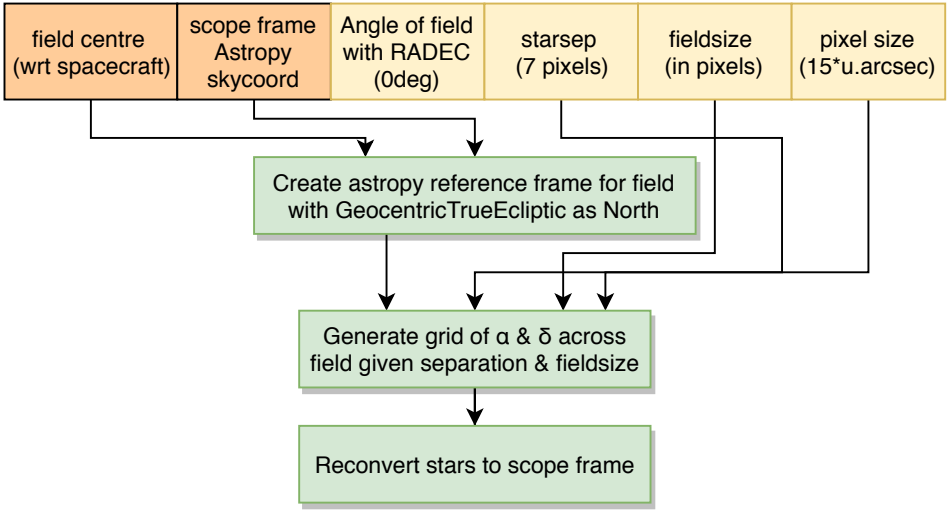 field centre
(wrt spacecraft)
scope frame
Astropy
skycoord
Angle of field
with RADEC
(0deg)
starsep
(7 pixels)
fieldsize
(in pixels)
pixel size
(15*u.arcsec)
Create astropy reference frame for field
with GeocentricTrueEcliptic as North
Generate grid of α & δ across
field given separation & fieldsize
Reconvert stars to scope frame